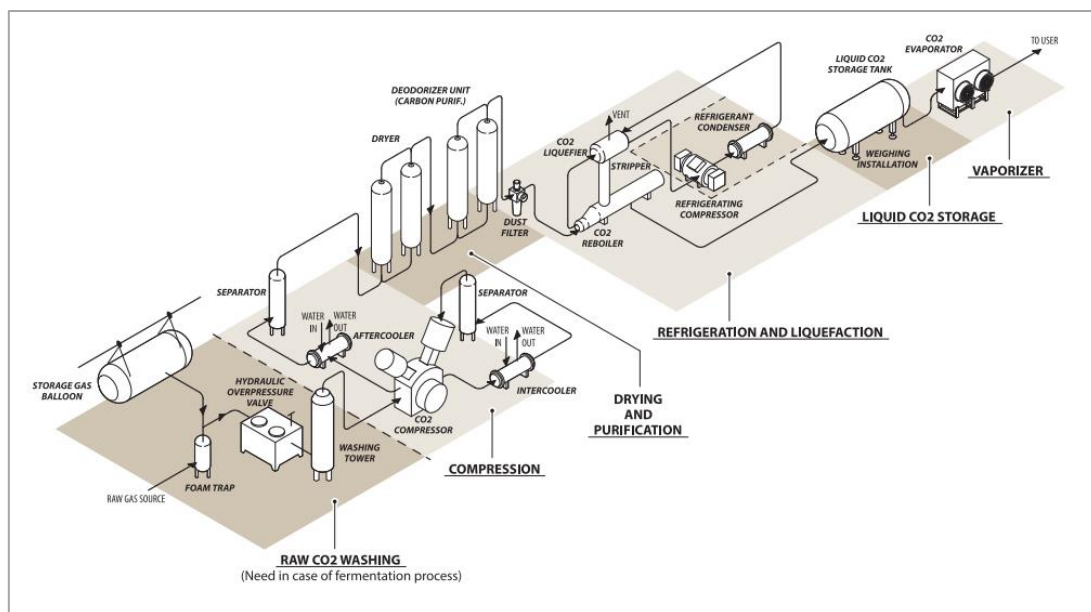 CO2
EVAPORATOR
TO USER
LIQUID CO2
STORAGE TANK
DEODORIZER UNIT
(CARBON PURIF.)
DRYER
VENT
CO2
LIQUEFIER
REFRIGERANT
CONDENSER
STRIPPER
WEIGHING
INSTALLATION
VAPORIZER
REFRIGERATING
COMPRESSOR
DUST
FILTER
CO2
REBOILER
LIQUID CO2 STORAGE
SEPARATOR
SEPARATOR
WATER
IN
WATER
OUT
AFTERCOOLER
WATER
IN
WATER
OUT
REFRIGERATION AND LIQUEFACTION
STORAGE GAS
BALLOON
HYDRAULIC
OVERPRESSURE
VALVE
INTERCOOLER
DRYING
AND
PURIFICATION
CO2
COMPRESSOR
WASHING
TOWER
COMPRESSION
FOAM TRAP
RAW GAS SOURCE
RAW CO2 WASHING
(Need in case of fermentation process)